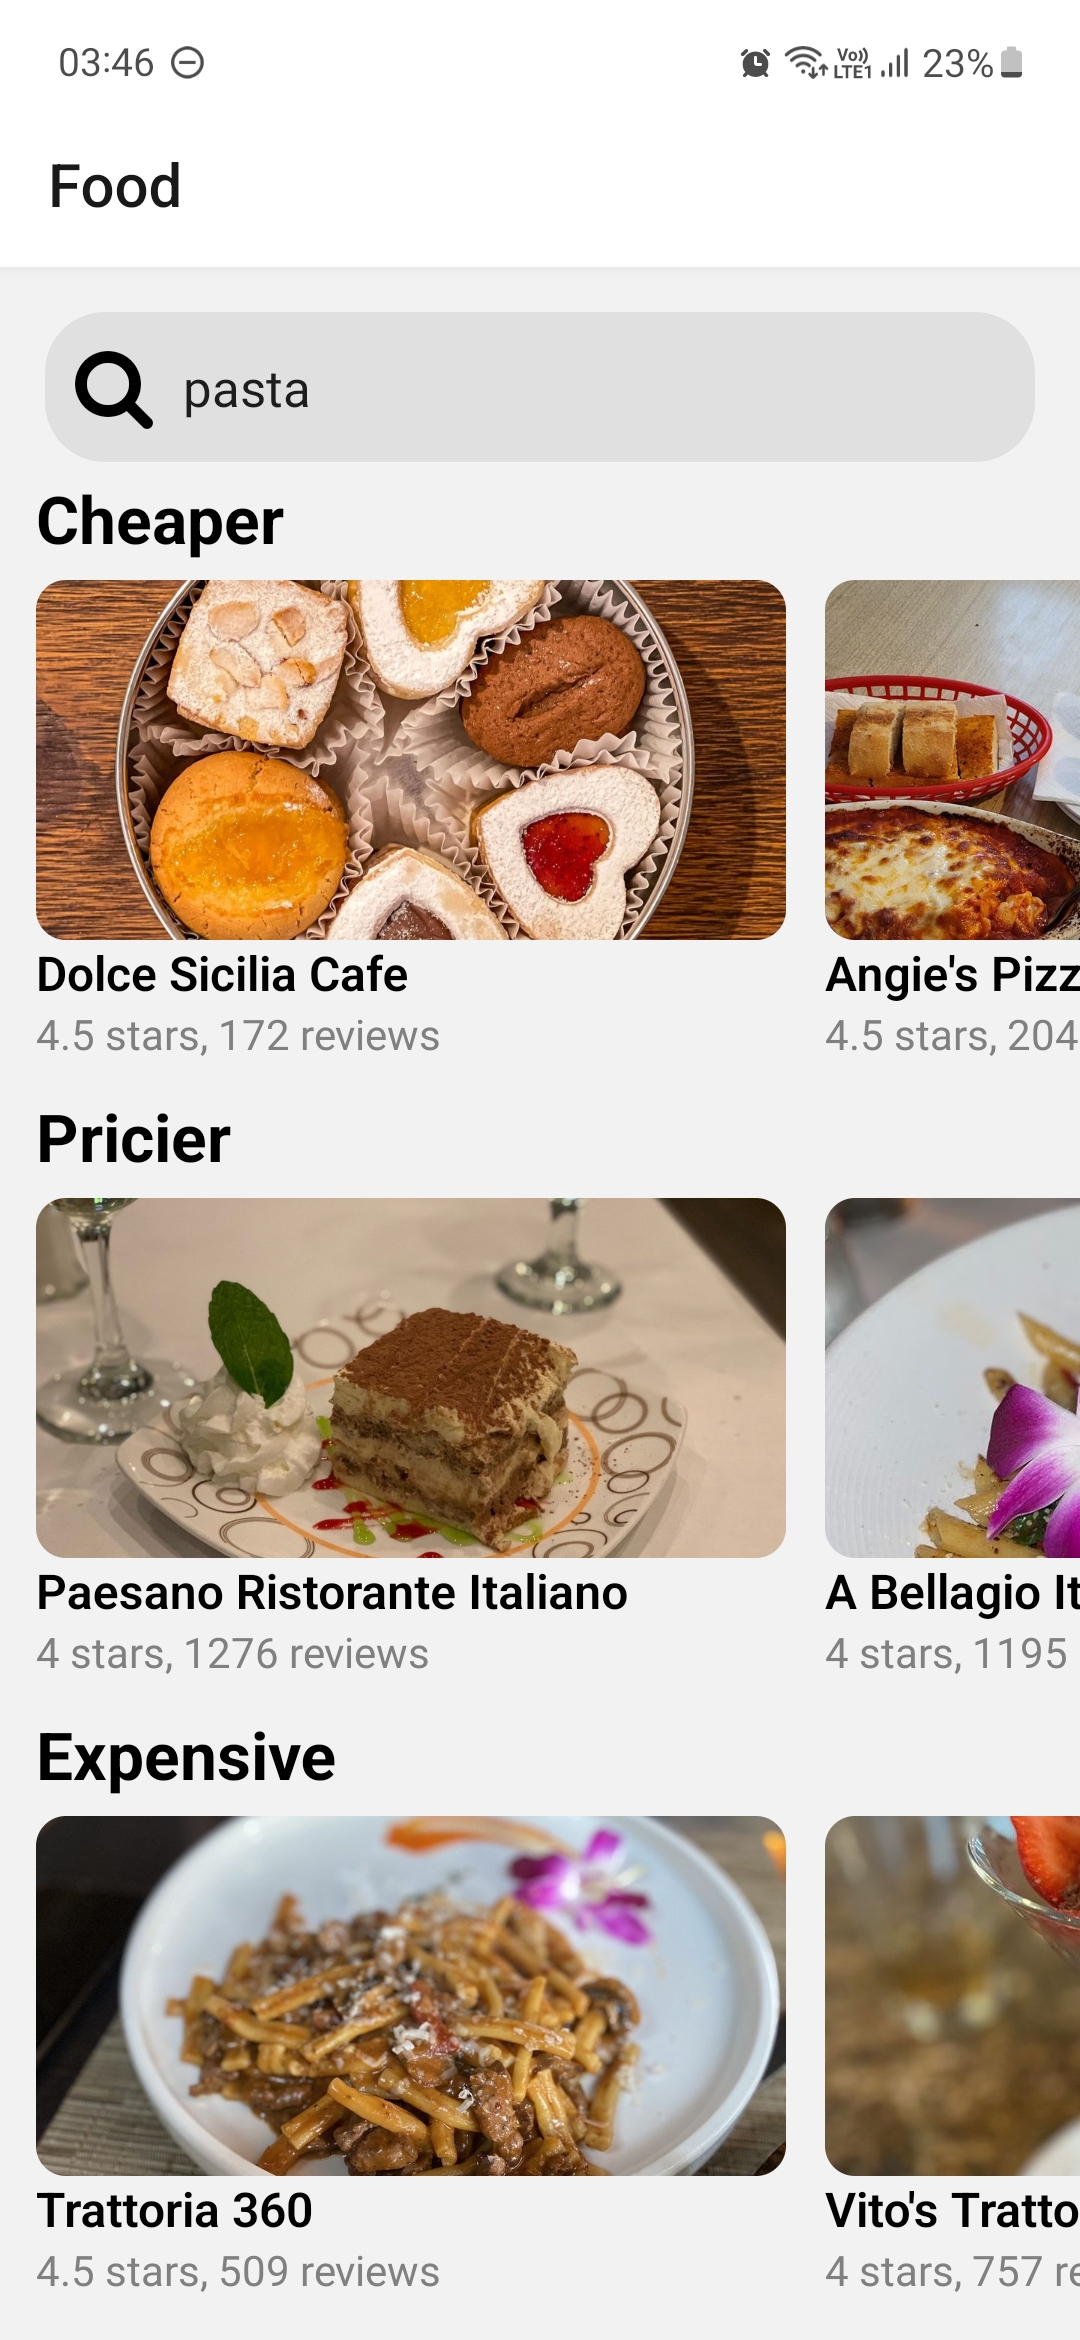 03:46 Vo)) LTE1 23%
Food
pasta
Cheaper
Dolce Sicilia Cafe
Angie's Pizz
4.5 stars, 172 reviews
4.5 stars, 204
Pricier
Paesano Ristorante Italiano
A Bellagio It
4 stars, 1276 reviews
4 stars, 1195
Expensive
Trattoria 360
Vito's Tratto
4.5 stars, 509 reviews
4 stars, 757 re